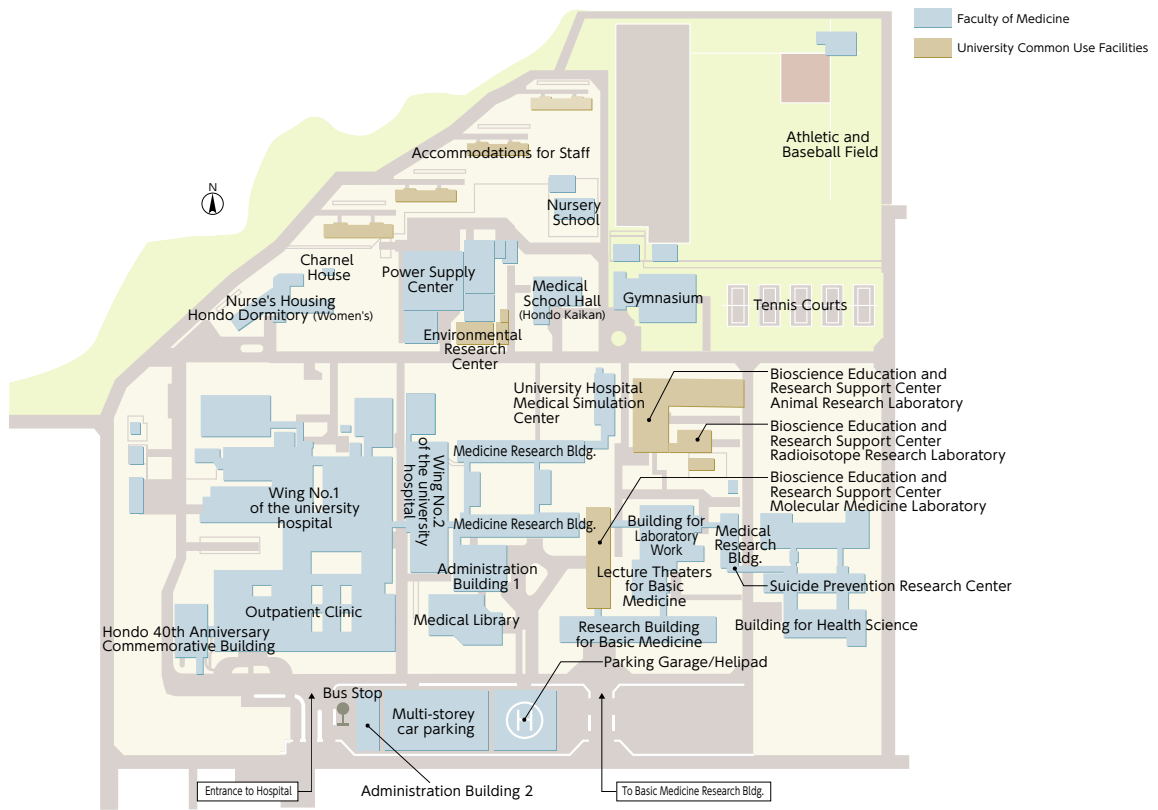 Faculty of Medicine
University Common Use Facilities
Athletic and
Baseball Field
Accommodations for Staff
N
Nursery
School
Charnel
House
Power Supply
Center
Medical
School Hall
(Hondo Kaikan)
Gymnasium
Tennis Courts
Nurse's Housing
Hondo Dormitory (Women's)
Environmental
Research
Center
University Hospital
Medical Simulation
Center
Bioscience Education and
Research Support Center
Animal Research Laboratory
Bioscience Education and
Research Support Center
Radioisotope Research Laboratory
Bioscience Education and
Research Support Center
Molecular Medicine Laboratory
Medicine Research Bldg.
Wing No.2
of the university
hospital
Wing No.1
of the university
hospital
Medicine Research Bldg.
Building for
Laboratory
Work
Medical
Research
Bldg.
Administration
Building 1
Lecture Theaters
for Basic
Medicine
Suicide Prevention Research Center
Outpatient Clinic
Medical Library
Hondo 40th Anniversary
Commemorative Building
Research Building
for Basic Medicine
Building for Health Science
Parking Garage/Helipad
Bus Stop
Multi-storey
car parking
H
Entrance to Hospital
Administration Building 2
To Basic Medicine Research Bldg.